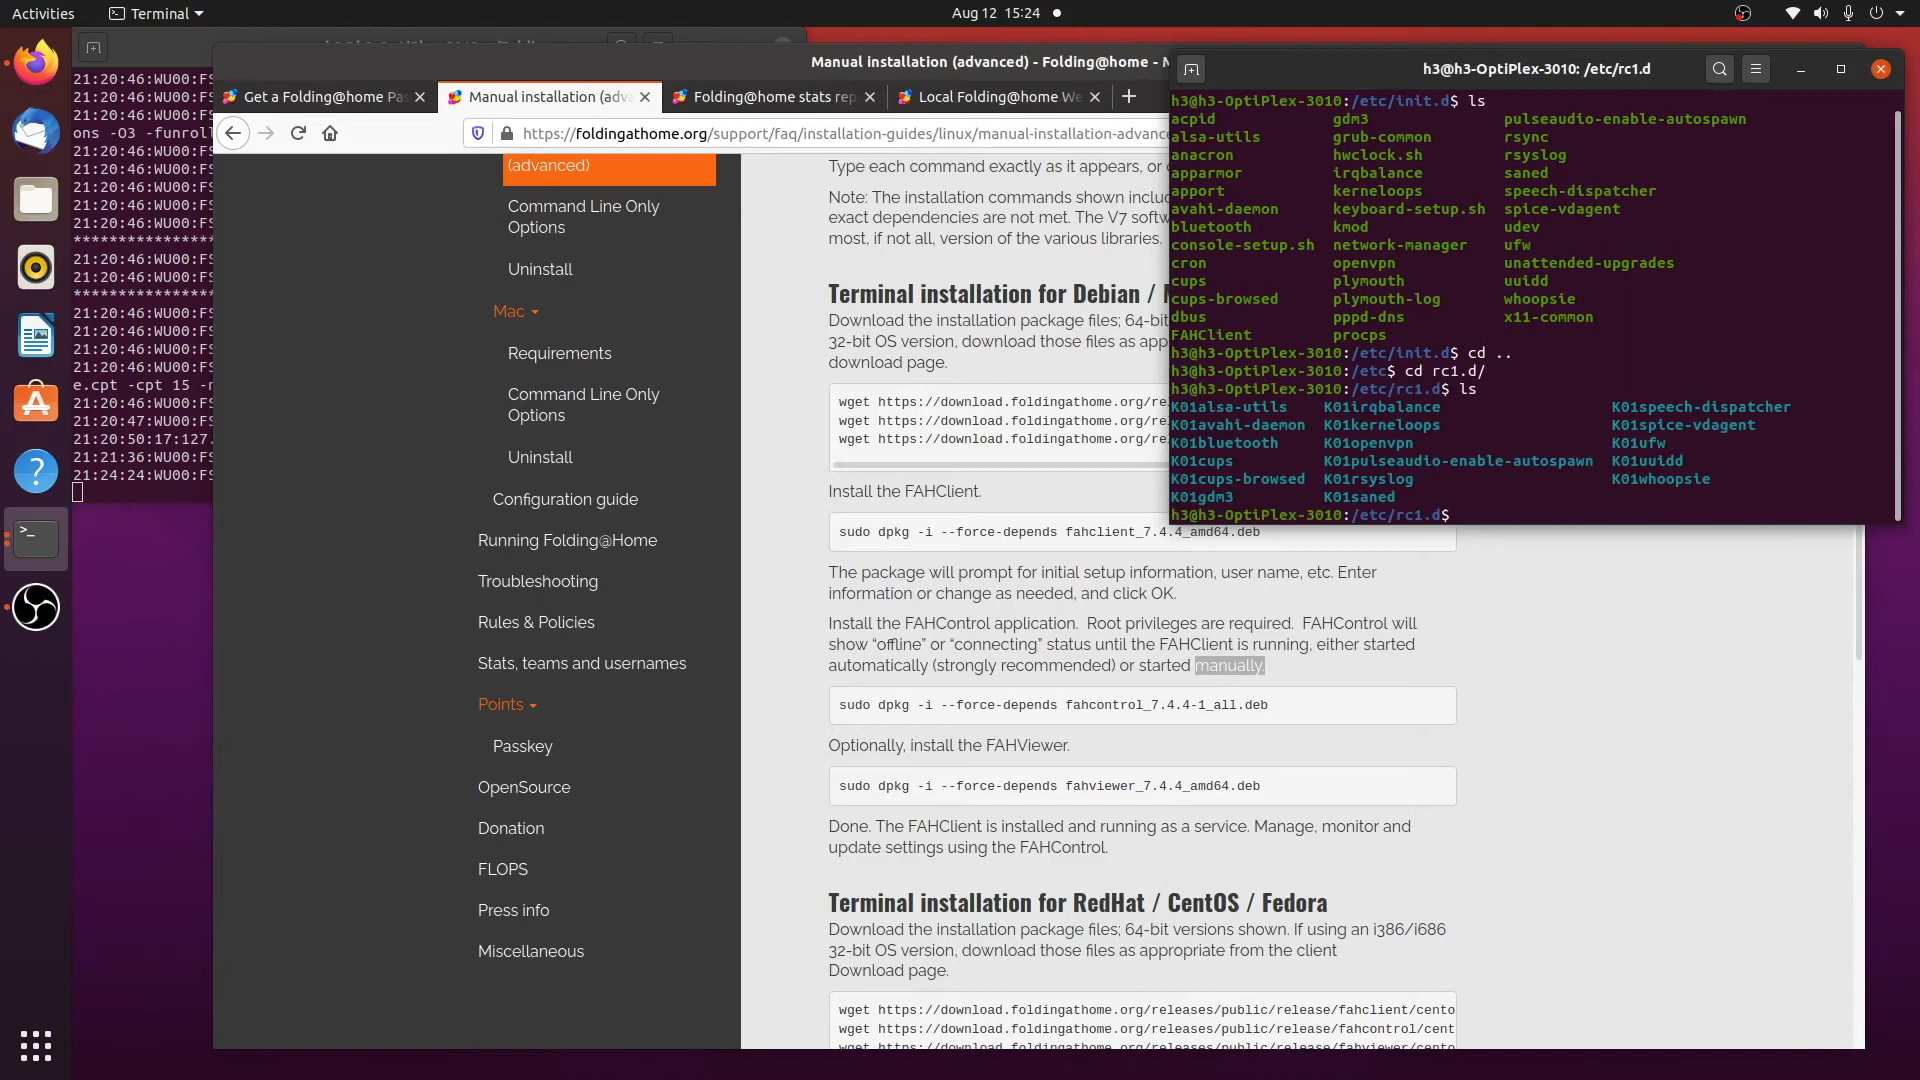 Activities
Terminal
Aug 12 15:24
21:20:46:WU00:FS
21:20:46:WU00:FS
21:20:46:WU00:FS
ons -O3 -funroll
21:20:46:WU00:FS
21:20:46:WU00:FS
21:20:46:WU00:FS
21:20:46:WU00:FS
21:20:46:WU00:FS
****************
21:20:46:WU00:FS
21:20:46:WU00:FS
****************
21:20:46:WU00:FS
21:20:46:WU00:FS
21:20:46:WU00:FS
21:20:46:WU00:FS
e.cpt -cpt 15 -n
21:20:46:WU00:FS
21:20:47:WU00:FS
21:20:50:17:127.
21:21:36:WU00:FS
21:24:24:WU00:FS
Manual installation (advanced) - Folding@home - M
Get a Folding@home Pa
Manual installation (adva
Folding@home stats rep
Local Folding@home We
https://foldingathome.org/support/faq/installation-guides/linux/manual-installation-advance
(advanced)
Command Line Only
Options
Uninstall
Mac
Requirements
Command Line Only
Options
Uninstall
Configuration guide
Running Folding@Home
Troubleshooting
Rules & Policies
Stats, teams and usernames
Points
Passkey
OpenSource
Donation
FLOPS
Press info
Miscellaneous
Type each command exactly as it appears, or c
Note: The installation commands shown inclu
exact dependencies are not met. The V7 softw
most, if not all, version of the various libraries.
Terminal installation for Debian / M
Download the installation package files; 64-bit
32-bit OS version, download those files as app
download page.
wget https://download.foldingathome.org/re
wget https://download.foldingathome.org/re
wget https://download.foldingathome.org/re
Install the FAHClient.
sudo dpkg -i --force-depends fahclient_7.4.4_amd64.deb
The package will prompt for initial setup information, user name, etc. Enter
information or change as needed, and click OK.
Install the FAHControl application.  Root privileges are required.  FAHControl will
show “offline” or “connecting” status until the FAHClient is running, either started
automatically (strongly recommended) or started manually.
sudo dpkg -i --force-depends fahcontrol_7.4.4-1_all.deb
Optionally, install the FAHViewer.
sudo dpkg -i --force-depends fahviewer_7.4.4_amd64.deb
Done. The FAHClient is installed and running as a service. Manage, monitor and
update settings using the FAHControl.
Terminal installation for RedHat / CentOS / Fedora
Download the installation package files; 64-bit versions shown. If using an i386/i686
32-bit OS version, download those files as appropriate from the client
Download page.
wget https://download.foldingathome.org/releases/public/release/fahclient/cento
wget https://download.foldingathome.org/releases/public/release/fahcontrol/cent
wget https://download.foldingathome.org/releases/public/release/fahviewer/cento
h3@h3-OptiPlex-3010: /etc/rc1.d
h3@h3-OptiPlex-3010:/etc/init.d$ ls
acpid gdm3 pulseaudio-enable-autospawn
alsa-utils grub-common rsync
anacron hwclock.sh rsyslog
apparmor irqbalance saned
apport kerneloops speech-dispatcher
avahi-daemon keyboard-setup.sh spice-vdagent
bluetooth kmod udev
console-setup.sh network-manager ufw
cron openvpn unattended-upgrades
cups plymouth uuidd
cups-browsed plymouth-log whoopsie
dbus pppd-dns x11-common
FAHClient procps
h3@h3-OptiPlex-3010:/etc/init.d$ cd ..
h3@h3-OptiPlex-3010:/etc$ cd rc1.d/
h3@h3-OptiPlex-3010:/etc/rc1.d$ ls
K01alsa-utils K01irqbalance K01speech-dispatcher
K01avahi-daemon K01kerneloops K01spice-vdagent
K01bluetooth K01openvpn K01ufw
K01cups K01pulseaudio-enable-autospawn K01uuidd
K01cups-browsed K01rsyslog K01whoopsie
K01gdm3 K01saned
h3@h3-OptiPlex-3010:/etc/rc1.d$